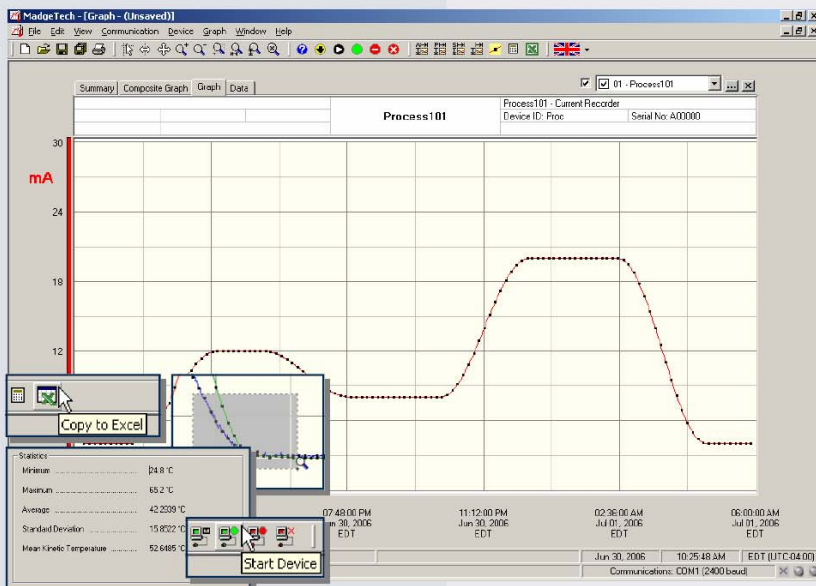 MadgeTech - [Graph - (Unsaved)]
File Edit View Communication Device Graph Window Help
Summary Composite Graph Graph Data
01 - Process101
Process101
Process101 - Current Recorder
Device ID: Proc
Serial No: A00000
30
mA
24
18
12
Copy to Excel
Statistics
Minimum 24.8 °C
Maximum 65.2 °C
Average 42.2939 °C
Standard Deviation 15.8522 °C
Mean Kinetic Temperature 52.6485 °C
Start Device
07:48:00 PM
30, 2006
EDT
11:12:00 PM
Jun 30, 2006
EDT
02:36:00 AM
Jul 01, 2006
EDT
06:00:00 AM
Jul 01, 2006
EDT
Jun 30, 2006 10:25:48 AM EDT (UTC-04:00)
Communications: COM1 (2400 baud)